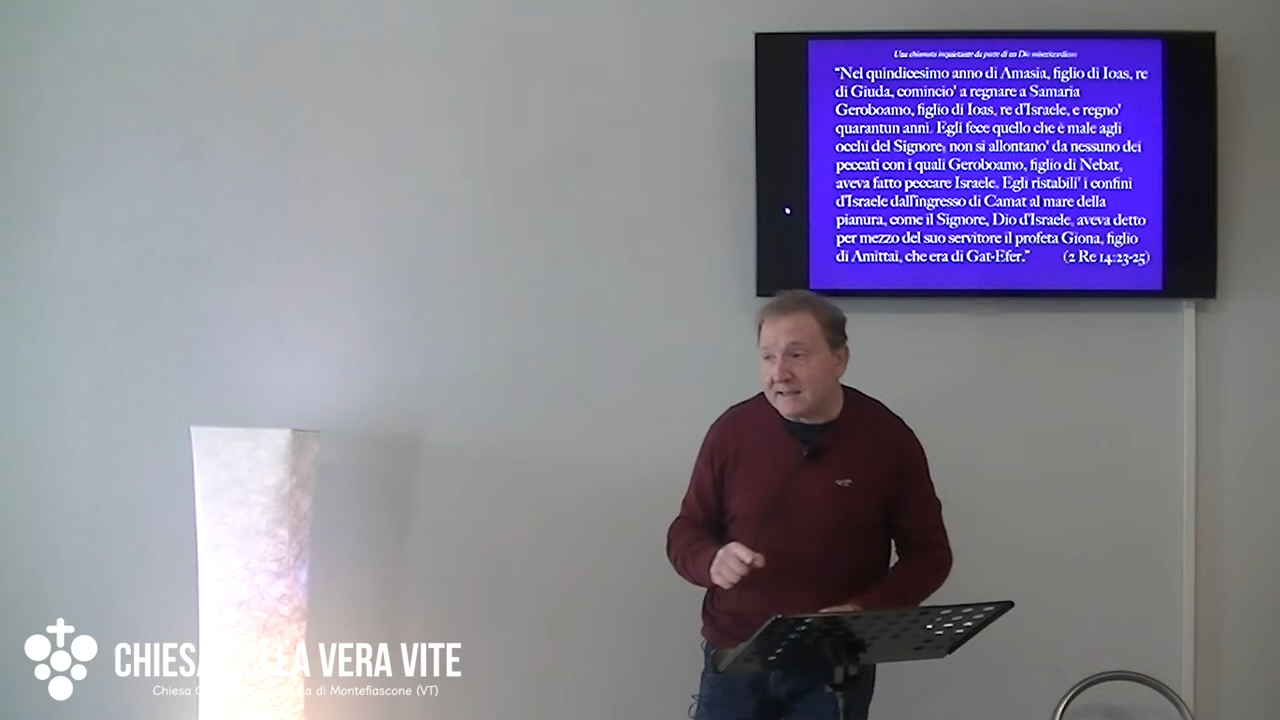 Una chiamata inquietante da parte di un Dio misericordioso
"Nel quindicesimo anno di Amasia, figlio di Ioas, re
di Giuda, comincio' a regnare a Samaria
Geroboamo, figlio di Ioas, re d'Israele, e regno'
quarantun anni. Egli fece quello che è male agli
occhi del Signore; non si allontano' da nessuno dei
peccati con i quali Geroboamo, figlio di Nebat,
aveva fatto peccare Israele. Egli ristabili' i confini
d'Israele dall'ingresso di Camat al mare della
pianura, come il Signore, Dio d'Israele, aveva detto
per mezzo del suo servitore il profeta Giona, figlio
di Amittai, che era di Gat-Efer." (2 Re 14:23-25)
CHIESA LA VERA VITE
Chiesa di Montefiascone (VT)